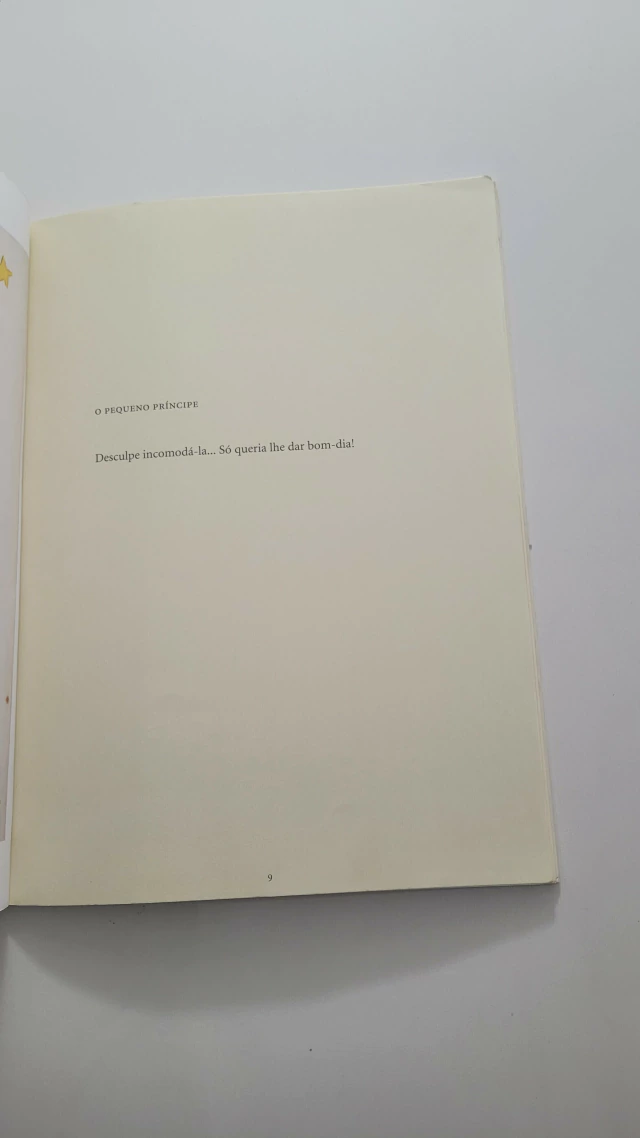 O PEQUENO PRÍNCIPE
Desculpe incomodá-la... Só queria lhe dar bom-dia!
9